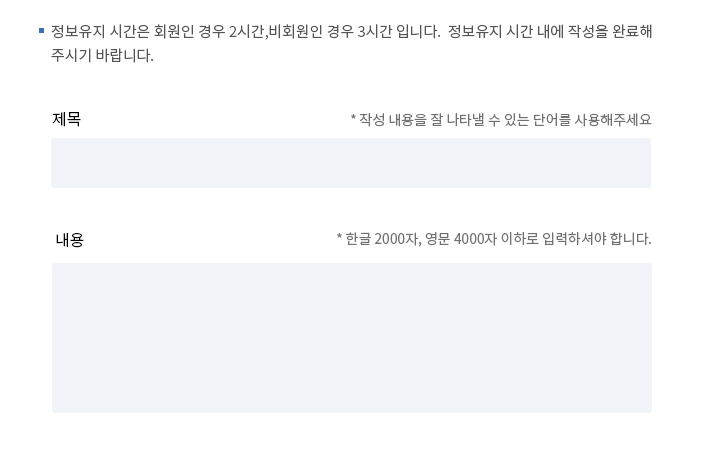 정보유지 시간은 회원인 경우 2시간,비회원인 경우 3시간 입니다. 정보유지 시간 내에 작성을 완료해
주시기 바랍니다.
제목 * 작성 내용을 잘 나타낼 수 있는 단어를 사용해주세요
내용 * 한글 2000자, 영문 4000자 이하로 입력하셔야 합니다.